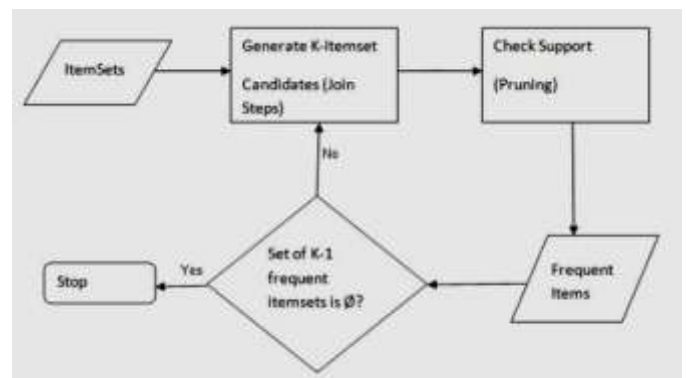 ItemSets
Generate K-Itemset
Candidates (Join
Steps)
Check Support
(Pruning)
No
Set of K-1
frequent
itemsets is Ø?
Yes
Stop
Frequent
Items